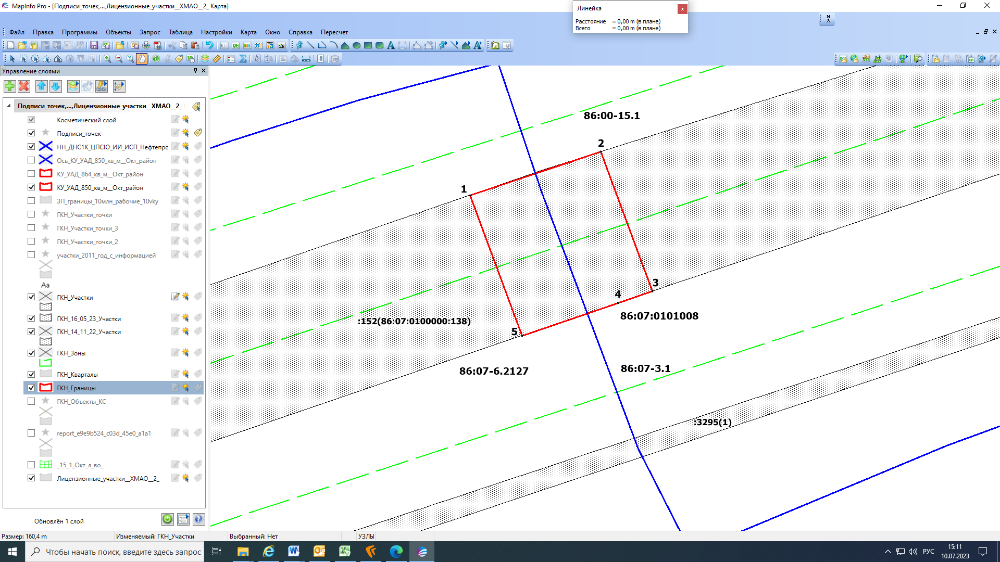 MapInfo Pro - [Подписи_точек,...,Лицензионные_участки__ХМАО__2_ Карта]
Линейка
Расстояние = 0,00 m (в плане)
Всего = 0,00 m (в плане)
N
Файл Правка Программы Объекты Запрос Таблица Настройки Карта Окно Справка Пересчет
Управление слоями
Подписи_точек,...,Лицензионные_участки__ХМАО__2_
Косметический слой
Подписи_точек
НН_ДНС1К_ЦПСЮ_ИИ_ИСП_Нефтепро
Ось_КУ_УАД_850_кв_м__Окт_район
КУ_УАД_864_кв_м__Окт_район
КУ_УАД_850_кв_м__Окт_район
ЗП_границы_10млн_рабочие_10vky
ГКН_Участки_точки
ГКН_Участки_точки_3
ГКН_Участки_точки_2
участки_2011_год_с_информацией
Aa
ГКН_Участки
ГКН_16_05_23_Участки
ГКН_14_11_22_Участки
ГКН_Зоны
ГКН_Кварталы
ГКН_Границы
ГКН_Объекты_КС
report_e9e9b524_c03d_45e0_a1a1
_15_1_Окт_л_во_
Лицензионные_участки__ХМАО__2_
Обновлён 1 слой
86:00-15.1
2
1
3
4
86:07:0101008
:152(86:07:0100000:138)
5
86:07-6.2127
86:07-3.1
:3295(1)
Размер: 160,4 m
Изменяемый: ГКН_Участки
Выбранный: Нет
УЗЛЫ
Чтобы начать поиск, введите здесь запрос
РУС
15:11
10.07.2023